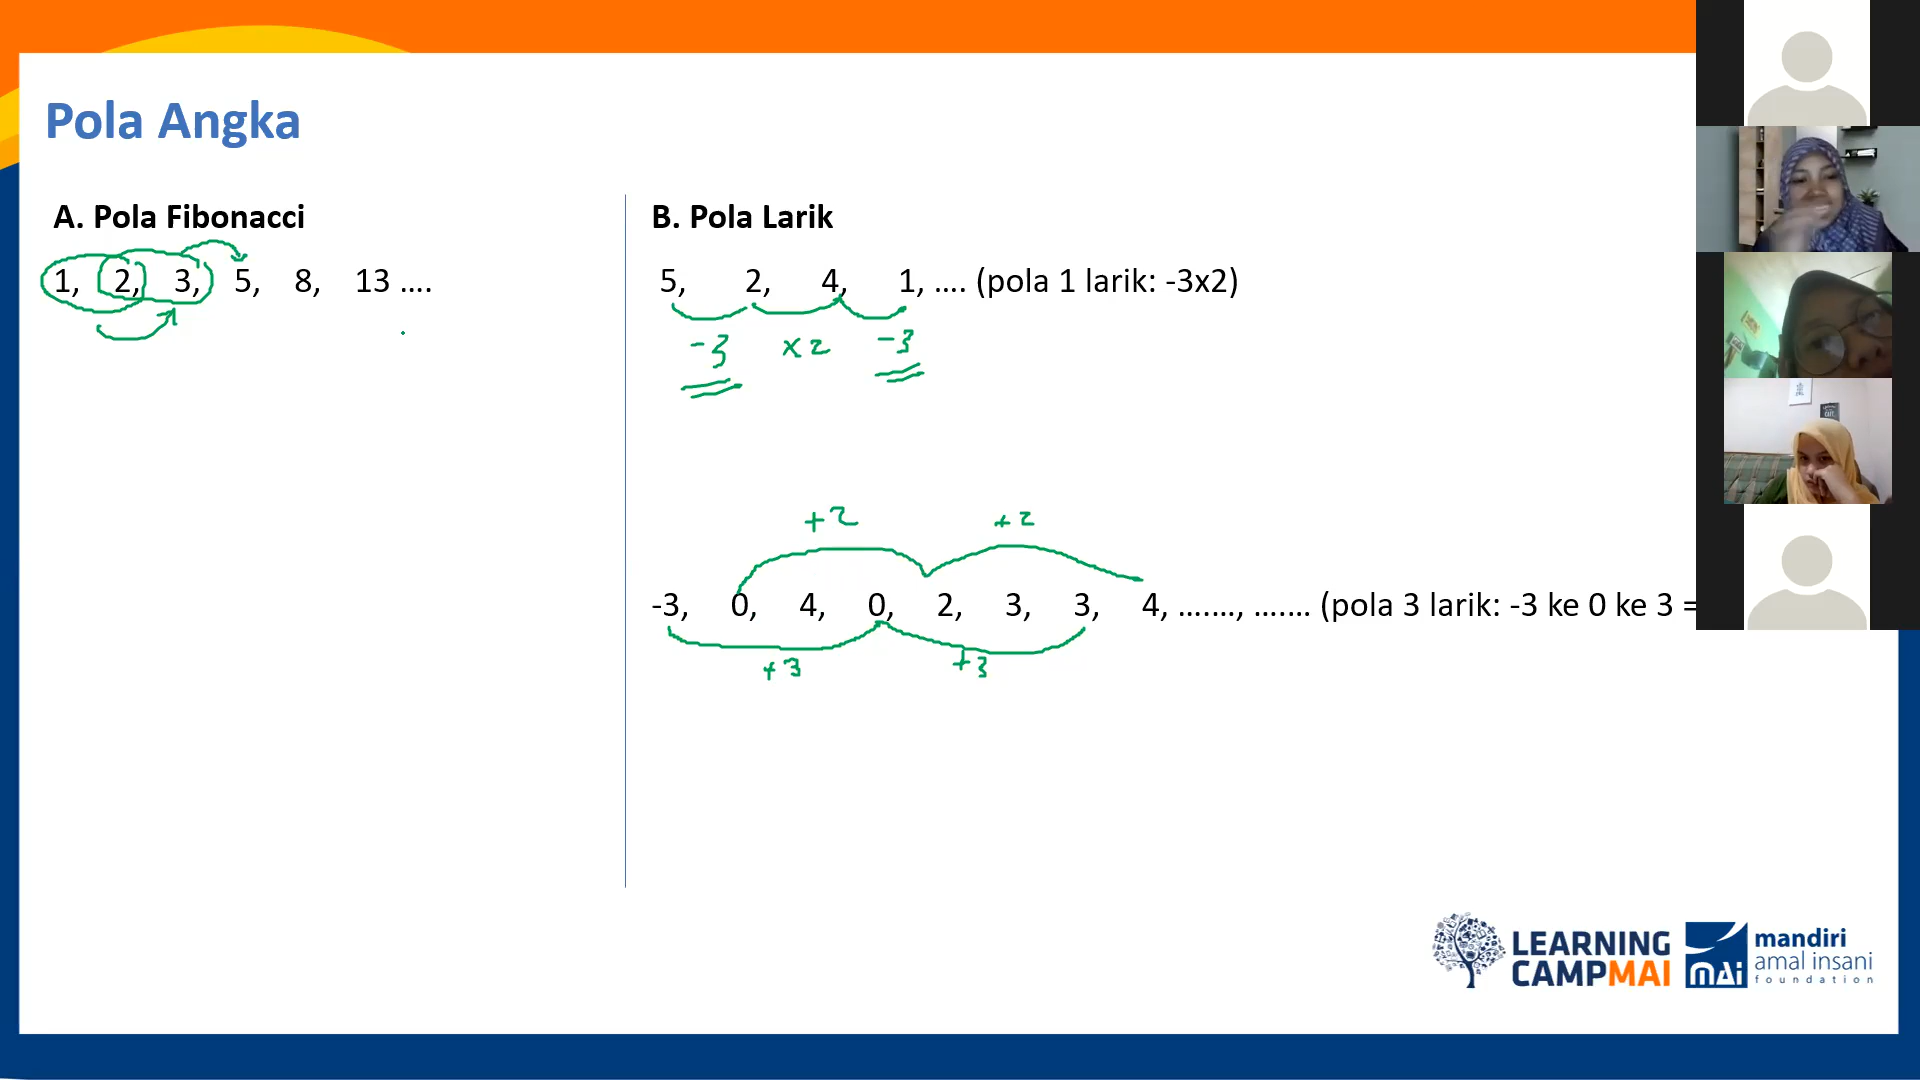 Pola Angka
A. Pola Fibonacci
1, 2, 3, 5, 8, 13 ....
B. Pola Larik
5, 2, 4, 1, .... (pola 1 larik: -3x2)
-3 x2 -3
+2 +2
-3, 0, 4, 0, 2, 3, 3, 4, ......., ....... (pola 3 larik: -3 ke 0 ke 3 =
+3 +3
LEARNING
CAMPMAI
mai
mandiri
amal insani
foundation